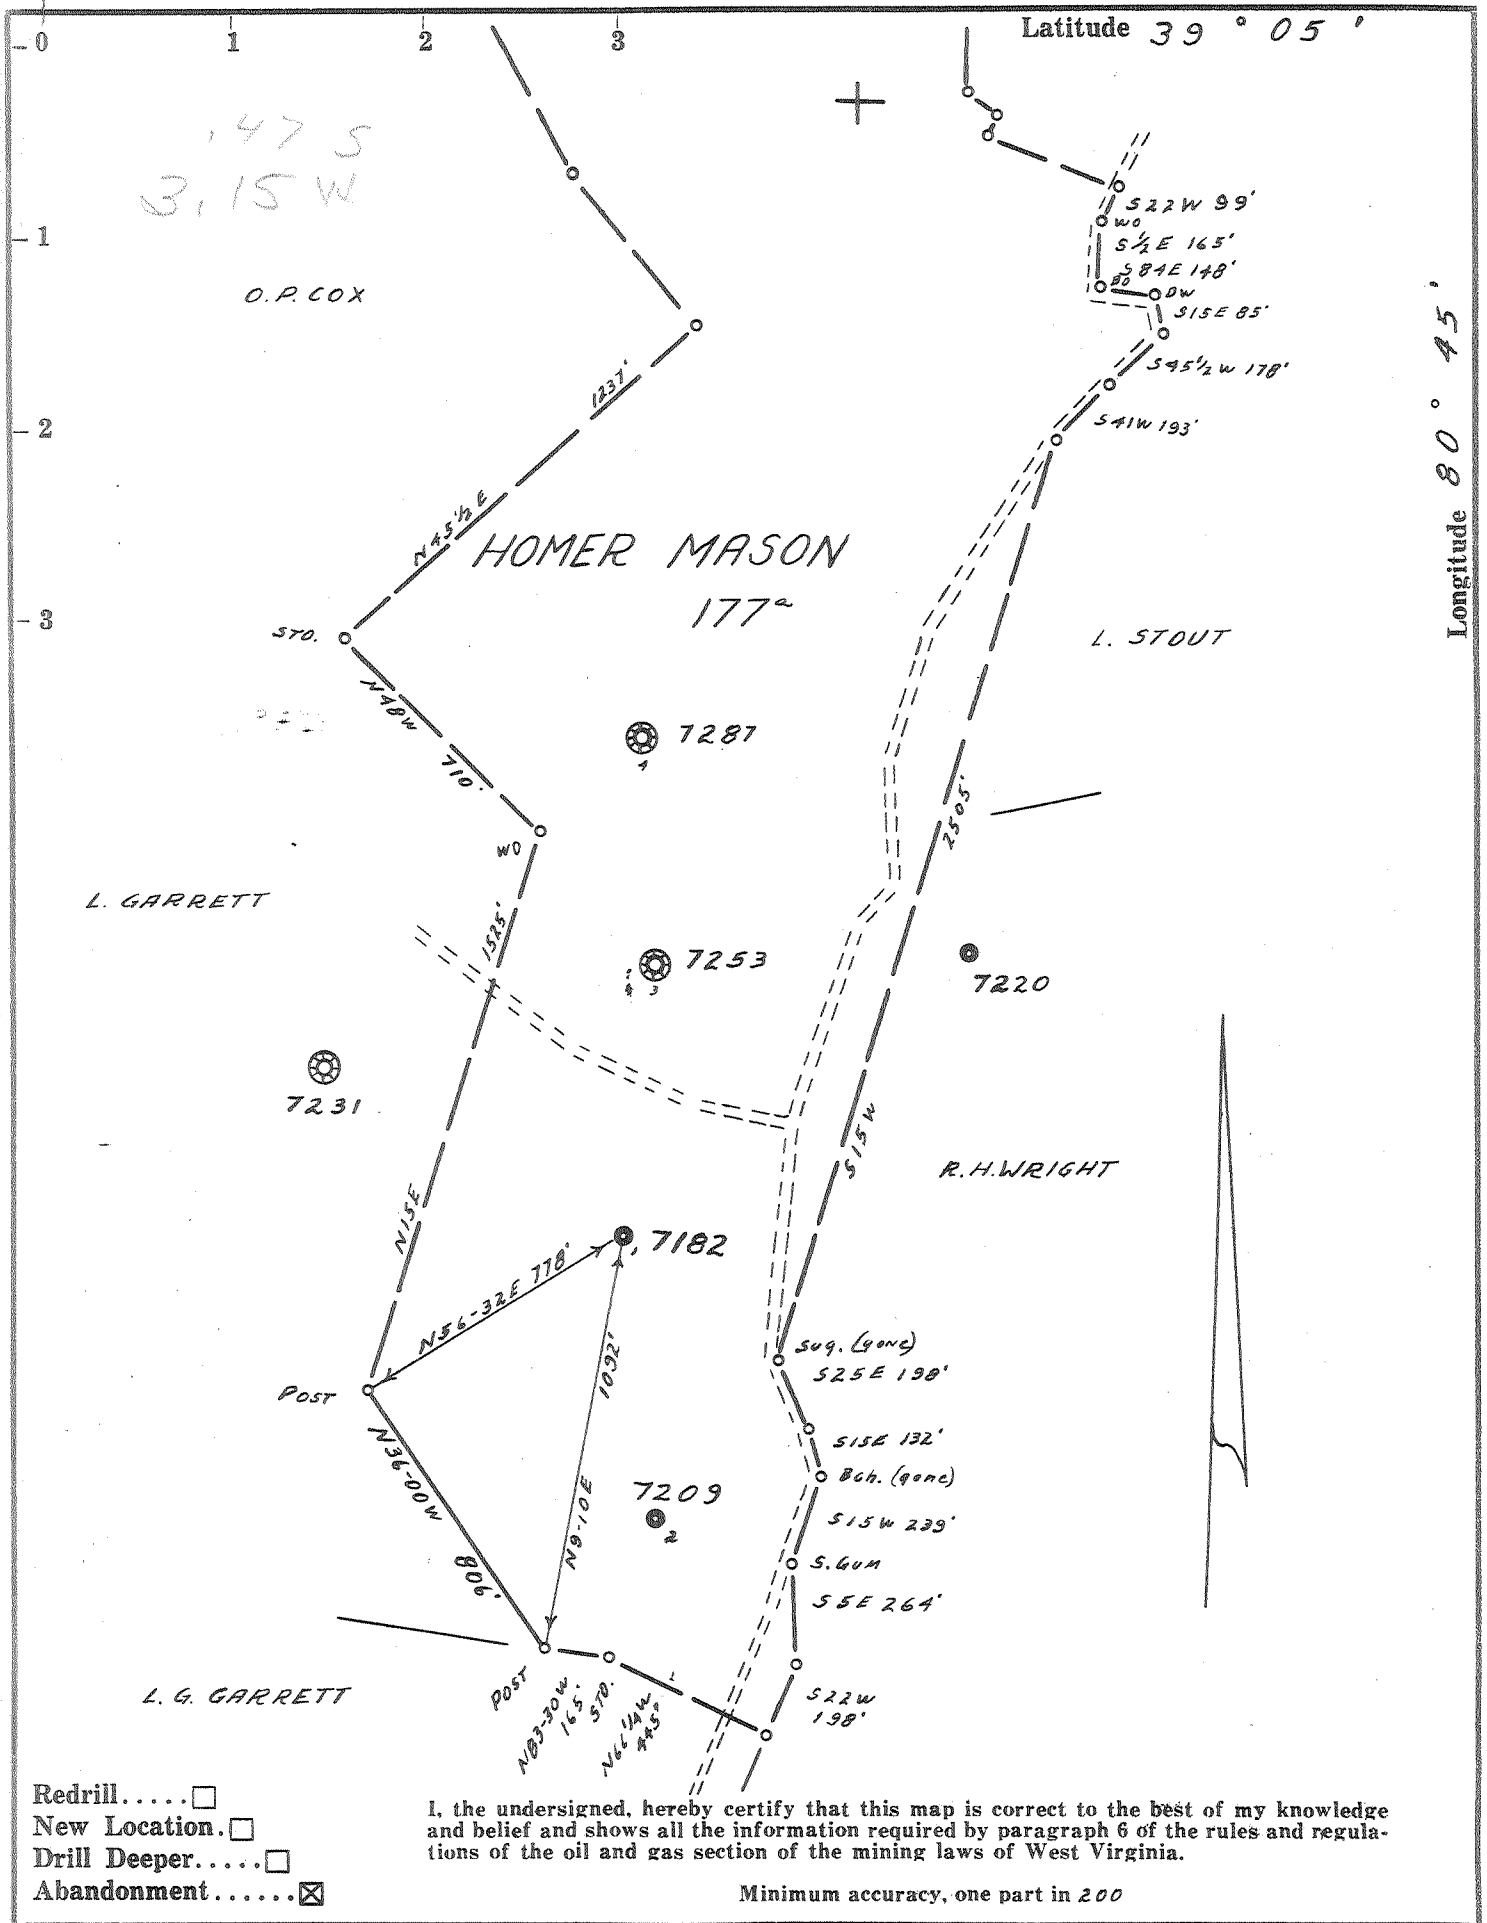 0 1 2 3
Latitude 39 ° 05 '
.47 S
3.15 W
S22W 99'
WO
1
S½E 165'
S84E 148'
BO
DW
O.P. COX
S15E 85'
Longitude 80 ° 45 '
S45½W 178'
1237'
S41W 193'
2
N45½E
HOMER MASON
177a
3
STO.
L. STOUT
N48W
710'
7287
4
2505'
WO
L. GARRETT
1525'
7253
3
7220
7231
S15W
R.H. WRIGHT
N15E
7182
N56-32E 778'
1092'
Sug. (gone)
S25E 198'
POST
N36-00W
806'
S15E 132'
Bch. (gone)
7209
2
N9-10E
S15W 239'
S. Gum
S5E 264'
POST
N83-30W
165'
STO.
N66¼W
445'
L. G. GARRETT
S22W
198'
Redrill.....☐
New Location.☐
Drill Deeper.....☐
Abandonment......☒
I, the undersigned, hereby certify that this map is correct to the best of my knowledge
and belief and shows all the information required by paragraph 6 of the rules and regula-
tions of the oil and gas section of the mining laws of West Virginia.
Minimum accuracy, one part in 200